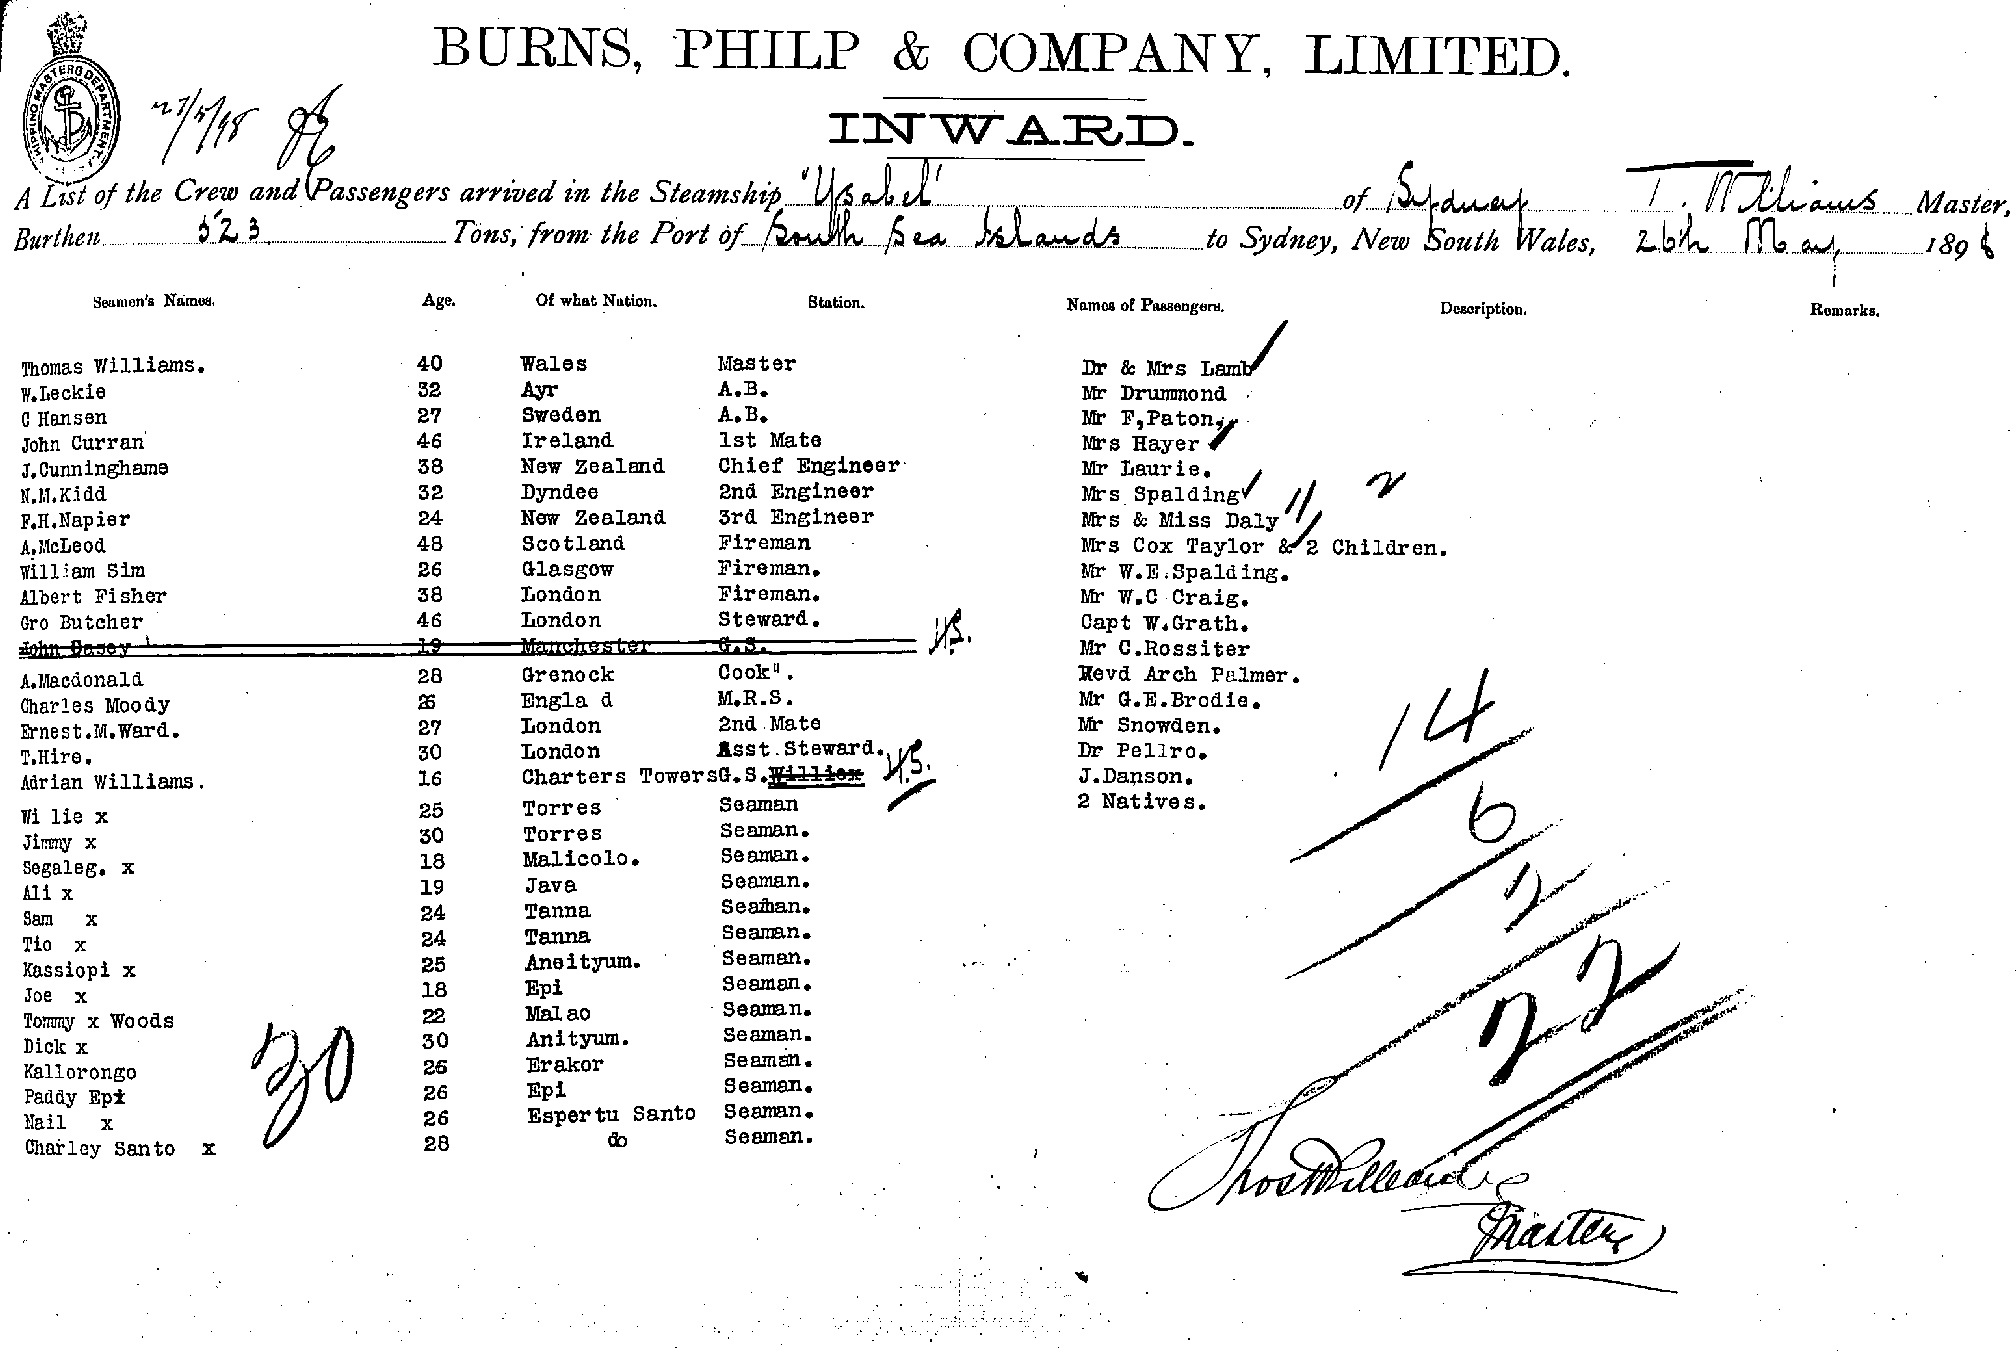 BURNS, PHILP & COMPANY, LIMITED.
INWARD.
SHIPPING MASTERS DEPARTMENT
27/5/98
A List of the Crew and Passengers arrived in the Steamship "Ysabel" of Sydney T. Williams Master,
Burthen 523 Tons, from the Port of South Sea Islands to Sydney, New South Wales, 26th May 1898
Seamen's Names. Age. Of what Nation. Station. Names of Passengers. Description. Remarks.
Thomas Williams. 40 Wales Master Dr & Mrs Lamb
W.Leckie 32 Ayr A.B. Mr Drummond
C Hansen 27 Sweden A.B. Mr F,Paton.
John Curran 46 Ireland 1st Mate Mrs Hayer
J.Cunninghame 38 New Zealand Chief Engineer Mr Laurie.
N.M.Kidd 32 Dyndee 2nd Engineer Mrs Spalding 2
F.H.Napier 24 New Zealand 3rd Engineer Mrs & Miss Daly
A.McLeod 48 Scotland Fireman Mrs Cox Taylor & 2 Children.
William Sim 26 Glasgow Fireman. Mr W.E.Spalding.
Albert Fisher 38 London Fireman. Mr W.C Craig.
Gro Butcher 46 London Steward. Capt W.Grath.
John Casey 19 Manchester G.S. Mr C.Rossiter
A.Macdonald 28 Grenock Cook". Revd Arch Palmer.
Charles Moody 26 Engla d M.R.S. Mr G.E.Brodie.
Ernest.M.Ward. 27 London 2nd Mate Mr Snowden.
T.Hire. 30 London Asst.Steward. Dr Pellro.
Adrian Williams. 16 Charters Towers G.S. Williex J.Danson.
Wi lie x 25 Torres Seaman 2 Natives.
Jimmy x 30 Torres Seaman.
Segaleg. x 18 Malicolo. Seaman.
Ali x 19 Java Seaman.
Sam x 24 Tanna Seaman.
Tio x 24 Tanna Seaman.
Kassiopi x 25 Aneityum. Seaman.
Joe x 18 Epi Seaman.
Tommy x Woods 22 Malao Seaman.
Dick x 30 Anityum. Seaman.
Kallorongo 26 Erakor Seaman.
Paddy Epi 26 Epi Seaman.
Nail x 26 Espertu Santo Seaman.
Charley Santo x 28 do Seaman.
30
14
6
2
22
Thos Williams
Master